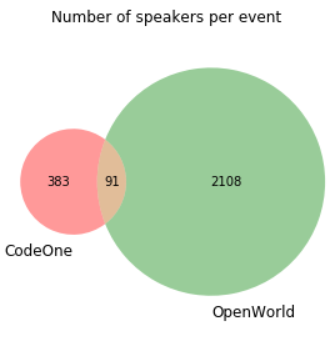 Number of speakers per event
383 91 2108
CodeOne
OpenWorld